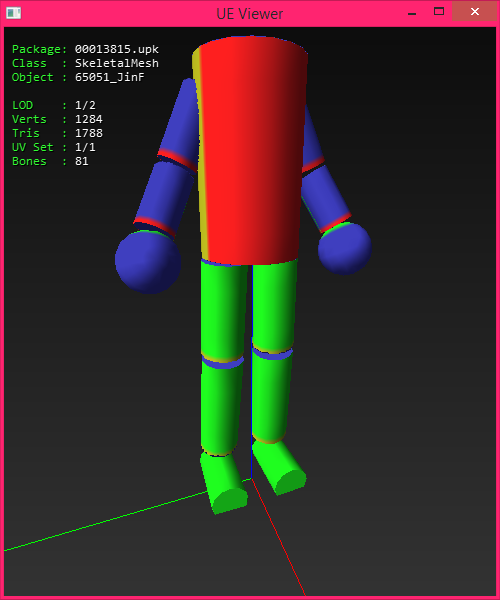 UE Viewer
Package: 00013815.upk
Class  : SkeletalMesh
Object : 65051_JinF
LOD    : 1/2
Verts  : 1284
Tris   : 1788
UV Set : 1/1
Bones  : 81